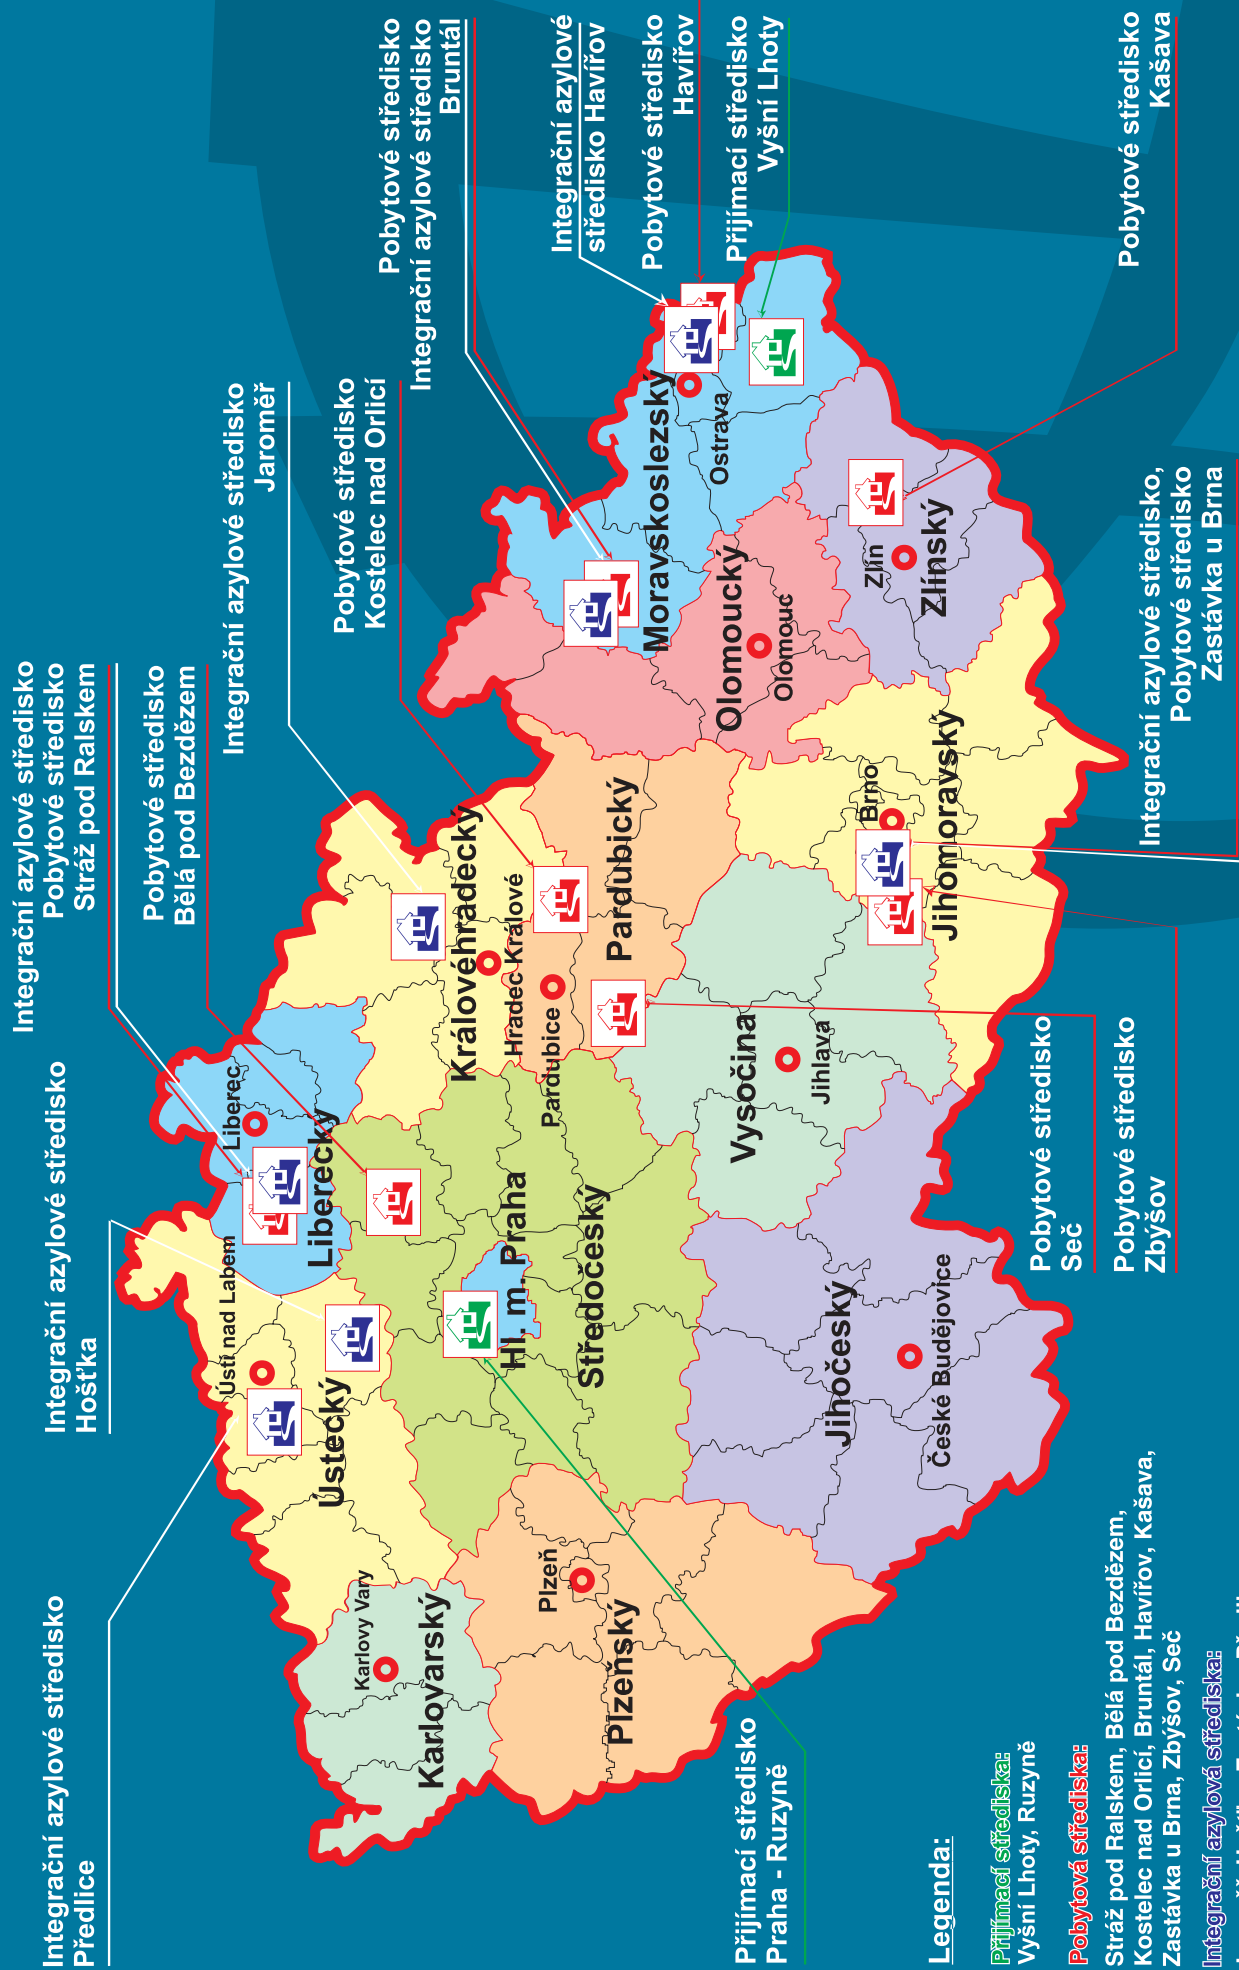 Integrační azylové středisko
Předlice
Integrační azylové středisko
Hošťka
Integrační azylové středisko
Pobytové středisko
Stráž pod Ralskem
Pobytové středisko
Bělá pod Bezdězem
Integrační azylové středisko
Jaroměř
Pobytové středisko
Kostelec nad Orlicí
Pobytové středisko
Integrační azylové středisko
Bruntál
Integrační azylové
středisko Havířov
Pobytové středisko
Havířov
Přijímací středisko
Vyšní Lhoty
Pobytové středisko
Kašava
Integrační azylové středisko,
Pobytové středisko
Zastávka u Brna
Pobytové středisko
Seč
Pobytové středisko
Zbýšov
Přijímací středisko
Praha - Ruzyně
Karlovy Vary
Karlovarský
Plzeň
Plzeňský
Ústí nad Labem
Ústecký
Liberec
Liberecký
Hl. m. Praha
Středočeský
Jihočeský
České Budějovice
Královéhradecký
Hradec Králové
Pardubice
Pardubický
Vysočina
Jihlava
Brno
Jihomoravský
Olomoucký
Olomouc
Moravskoslezský
Ostrava
Zlín
Zlínský
Legenda:
Přijímací střediska:
Vyšní Lhoty, Ruzyně
Pobytová střediska:
Stráž pod Ralskem, Bělá pod Bezdězem,
Kostelec nad Orlicí, Bruntál, Havířov, Kašava,
Zastávka u Brna, Zbýšov, Seč
Integrační azylová střediska: